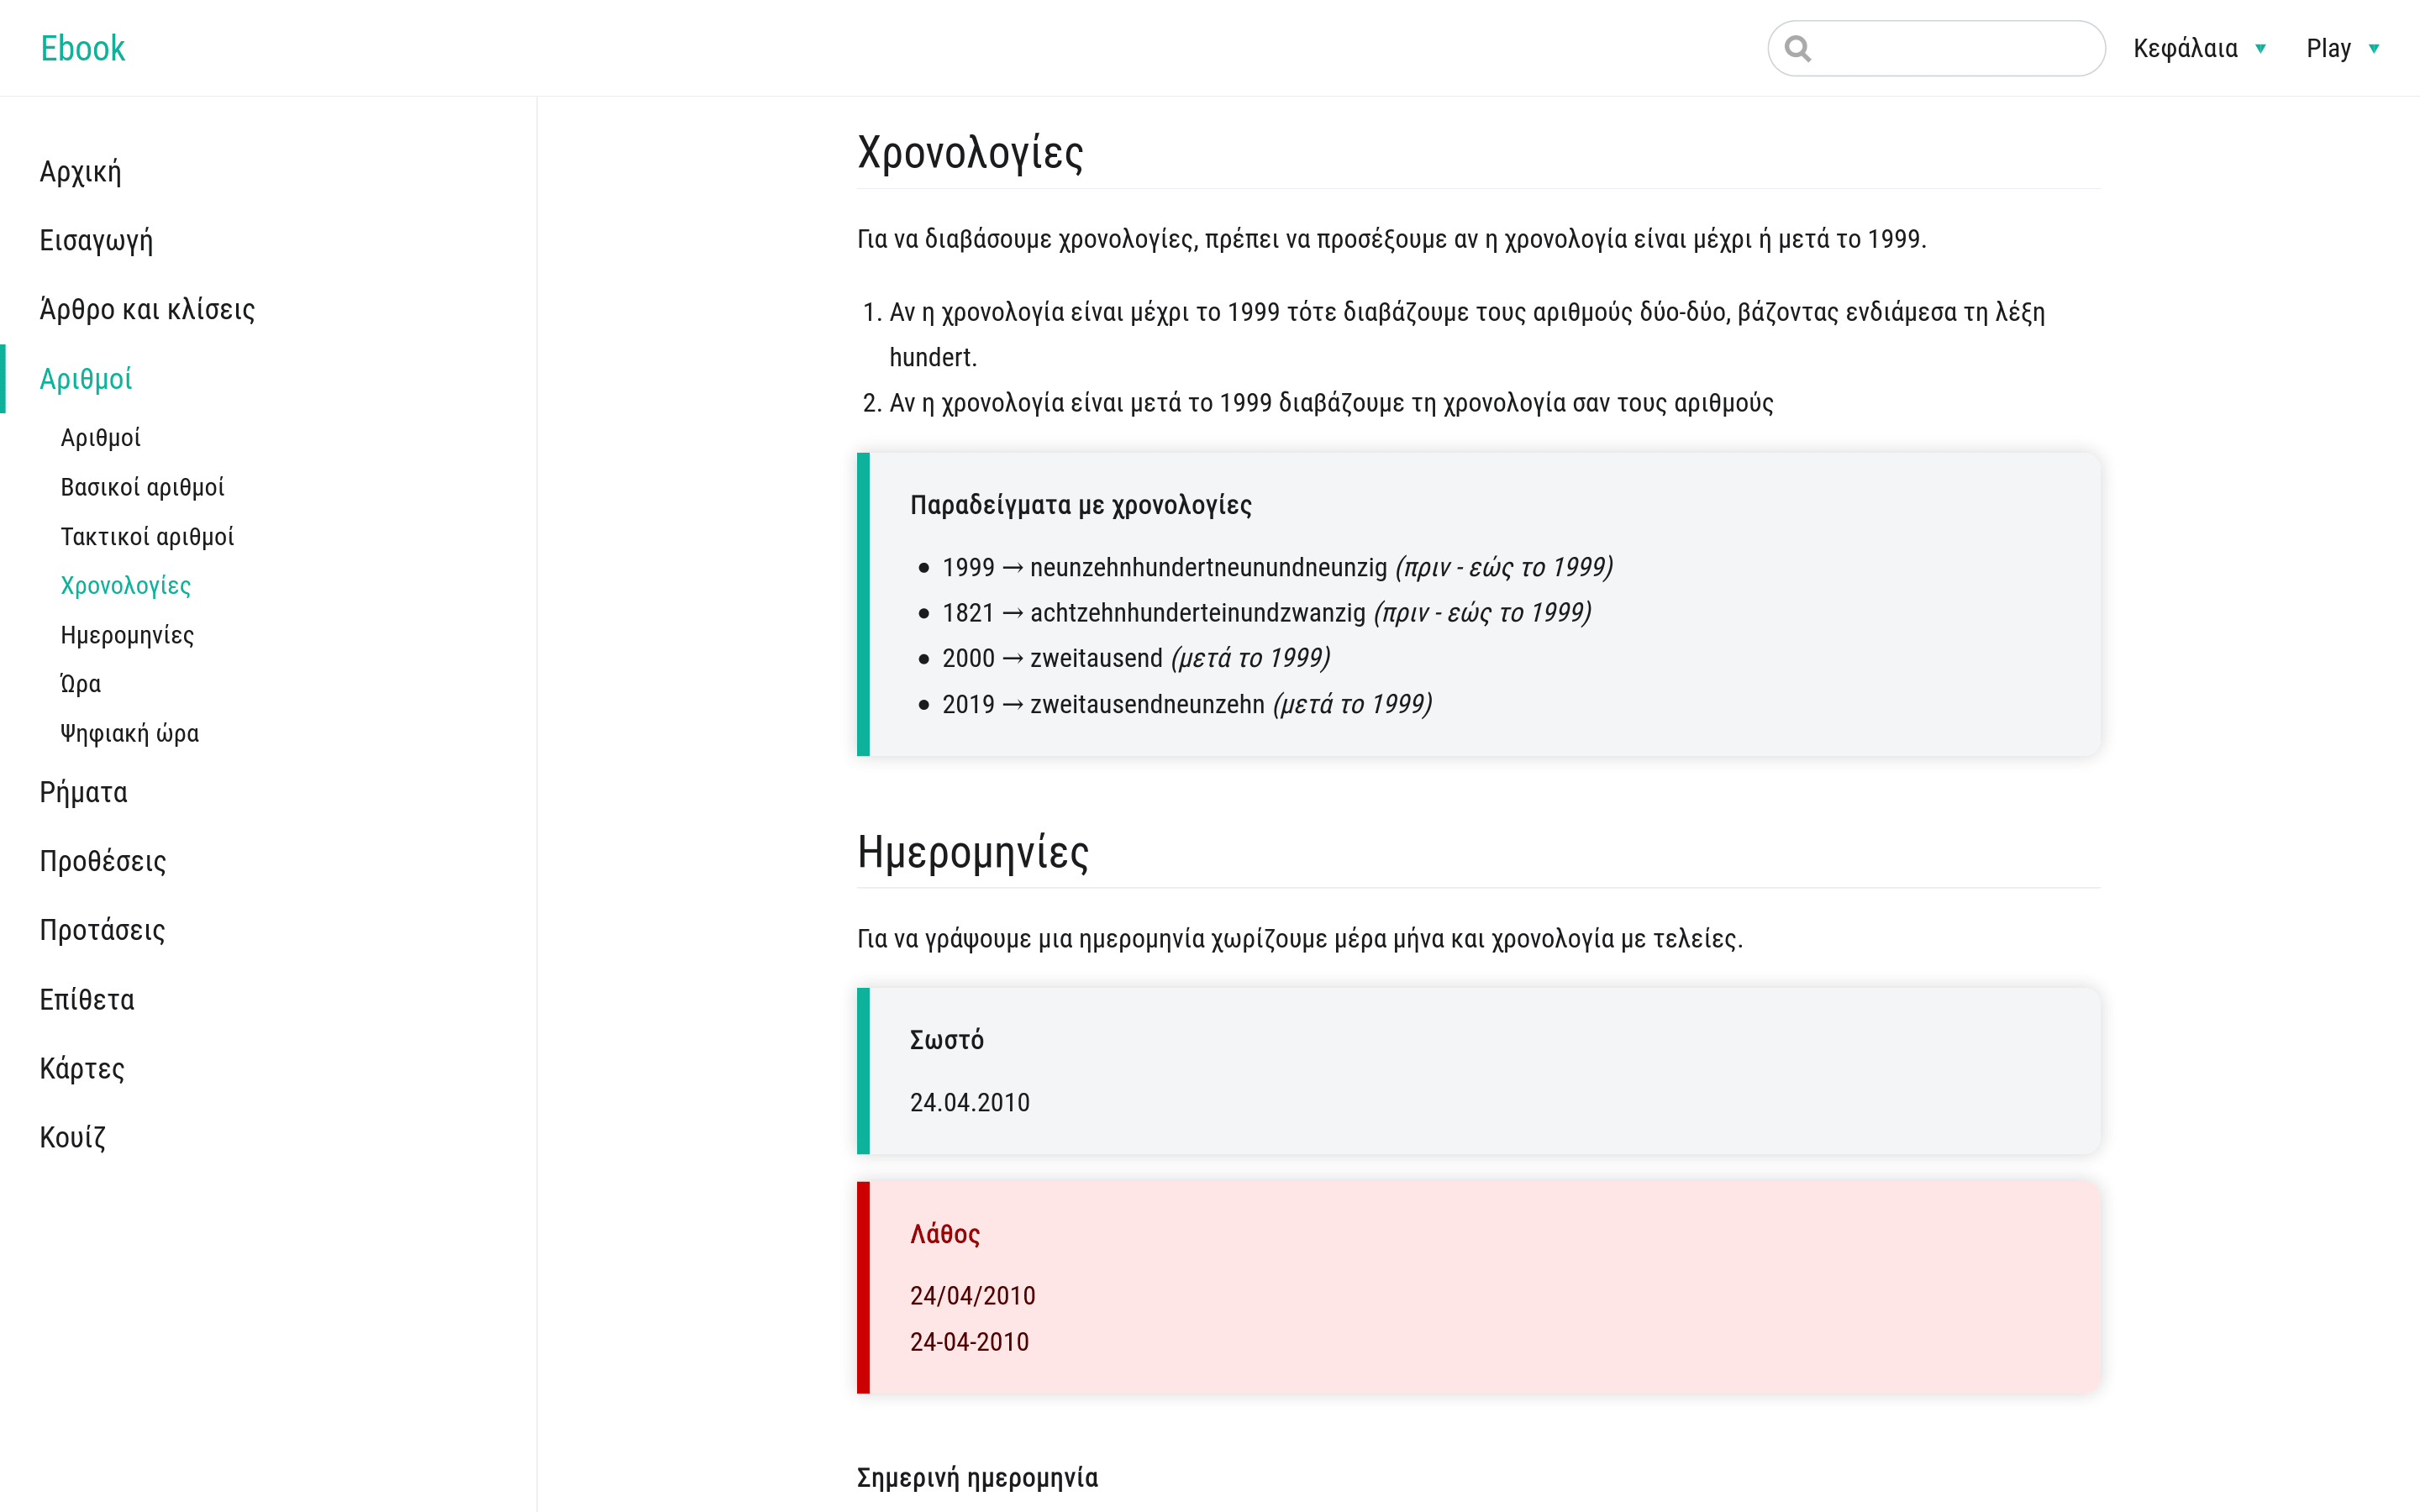 Ebook
Κεφάλαια
Play
Αρχική
Εισαγωγή
Άρθρο και κλίσεις
Αριθμοί
Αριθμοί
Βασικοί αριθμοί
Τακτικοί αριθμοί
Χρονολογίες
Ημερομηνίες
Ώρα
Ψηφιακή ώρα
Ρήματα
Προθέσεις
Προτάσεις
Επίθετα
Κάρτες
Κουίζ
Χρονολογίες
Για να διαβάσουμε χρονολογίες, πρέπει να προσέξουμε αν η χρονολογία είναι μέχρι ή μετά το 1999.
1. Αν η χρονολογία είναι μέχρι το 1999 τότε διαβάζουμε τους αριθμούς δύο-δύο, βάζοντας ενδιάμεσα τη λέξη
hundert.
2. Αν η χρονολογία είναι μετά το 1999 διαβάζουμε τη χρονολογία σαν τους αριθμούς
Παραδείγματα με χρονολογίες
• 1999 → neunzehnhundertneunundneunzig (πριν - εώς το 1999)
• 1821 → achtzehnhunderteinundzwanzig (πριν - εώς το 1999)
• 2000 → zweitausend (μετά το 1999)
• 2019 → zweitausendneunzehn (μετά το 1999)
Ημερομηνίες
Για να γράψουμε μια ημερομηνία χωρίζουμε μέρα μήνα και χρονολογία με τελείες.
Σωστό
24.04.2010
Λάθος
24/04/2010
24-04-2010
Σημερινή ημερομηνία